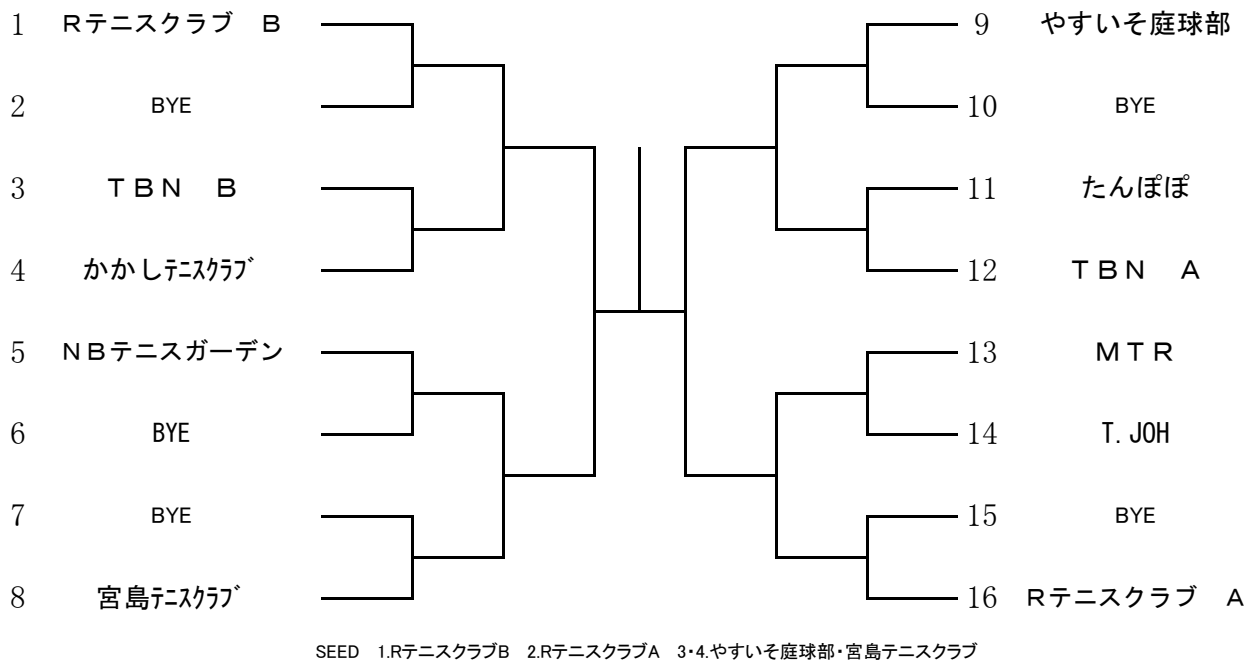 1 Rテニスクラブ　B
2 BYE
3 ＴＢＮ　Ｂ
4 かかしﾃﾆｽｸﾗﾌﾞ
5 ＮＢテニスガーデン
6 BYE
7 BYE
8 宮島ﾃﾆｽｸﾗﾌﾞ
9 やすいそ庭球部
10 BYE
11 たんぽぽ
12 ＴＢＮ　Ａ
13 ＭＴＲ
14 T.JOH
15 BYE
16 Rテニスクラブ　A
SEED　1.RテニスクラブB　2.RテニスクラブA　3・4.やすいそ庭球部・宮島テニスクラブ